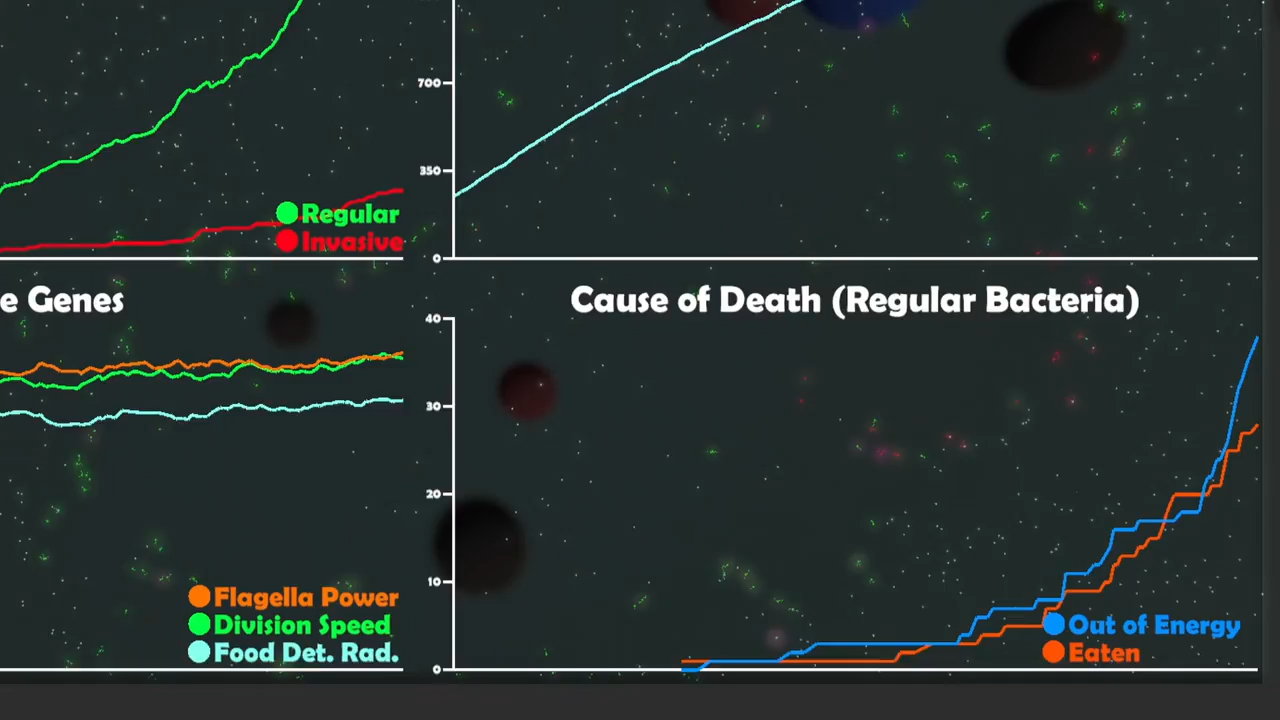 700
350
Regular
Invasive
0
e Genes
Cause of Death (Regular Bacteria)
40
30
20
10
Flagella Power
Division Speed
Food Det. Rad.
Out of Energy
Eaten
0